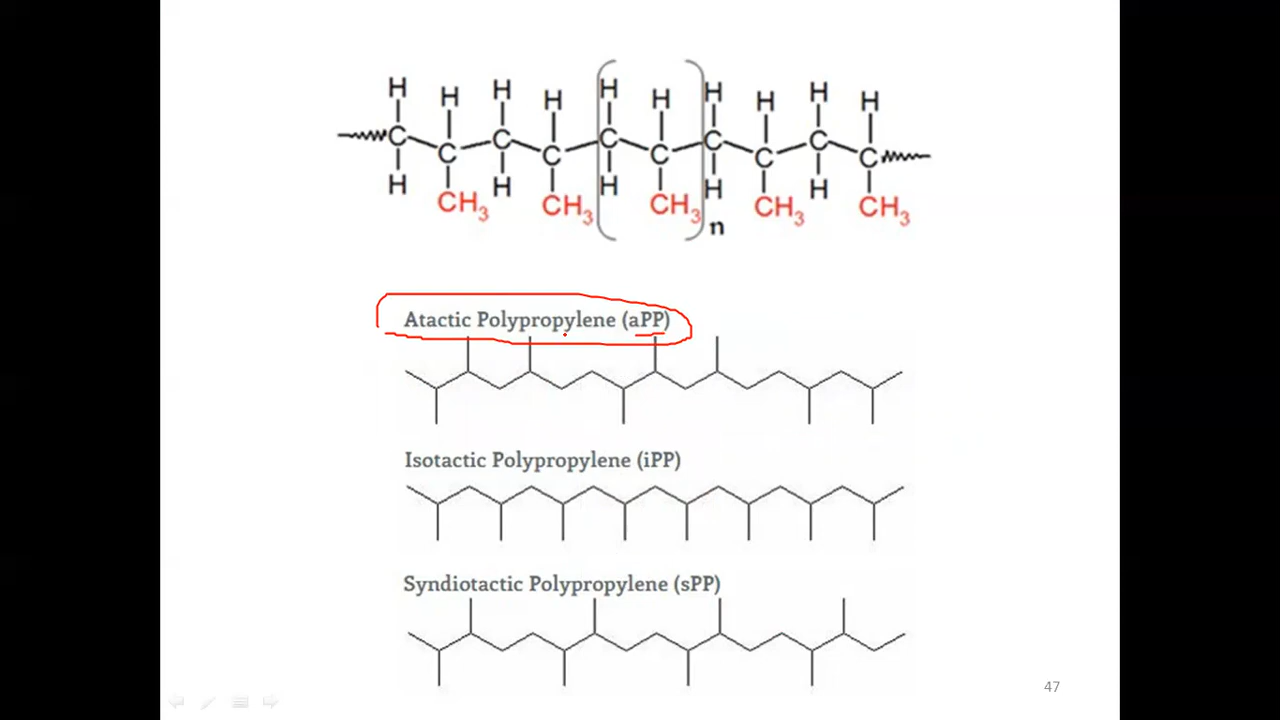 H H H H H H H H H H
C C C C C C C C C C
H CH3 H CH3 H CH3 H CH3 H CH3
n
Atactic Polypropylene (aPP)
Isotactic Polypropylene (iPP)
Syndiotactic Polypropylene (sPP)
47